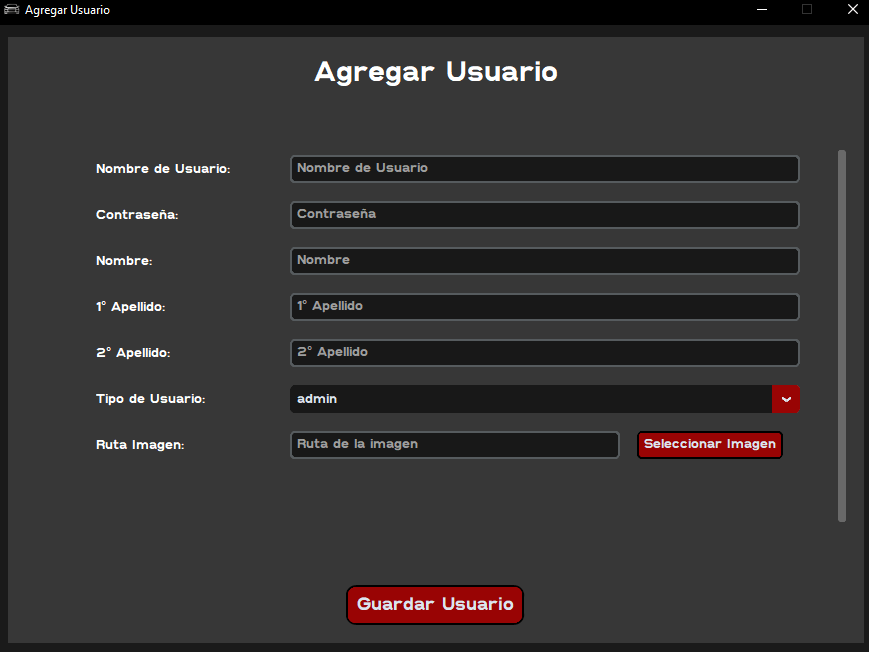 Agregar Usuario
Agregar Usuario
Nombre de Usuario: Nombre de Usuario
Contraseña: Contraseña
Nombre: Nombre
1° Apellido: 1° Apellido
2° Apellido: 2° Apellido
Tipo de Usuario: admin
Ruta Imagen: Ruta de la imagen Seleccionar Imagen
Guardar Usuario